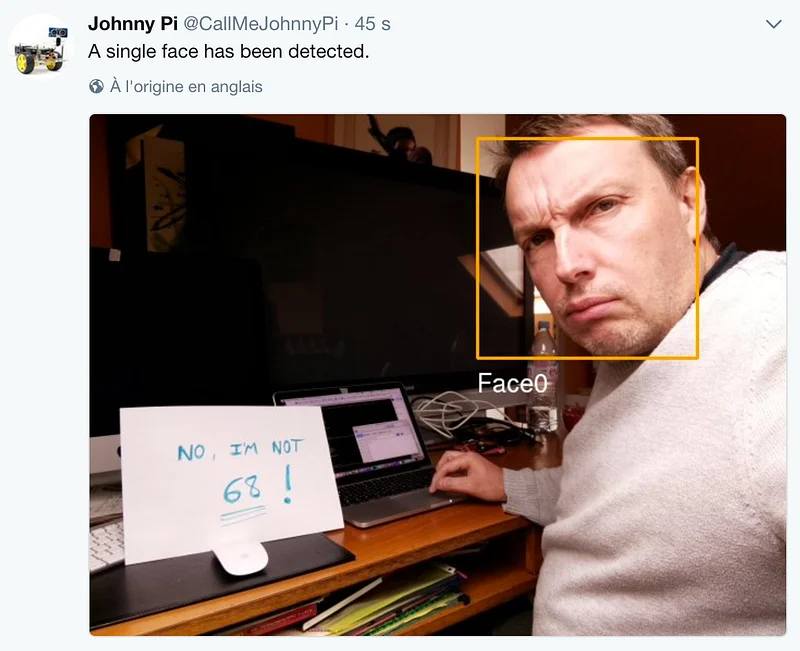 Johnny Pi @CallMeJohnnyPi · 45 s
A single face has been detected.
À l'origine en anglais
Face0
NO, I'M NOT
68!